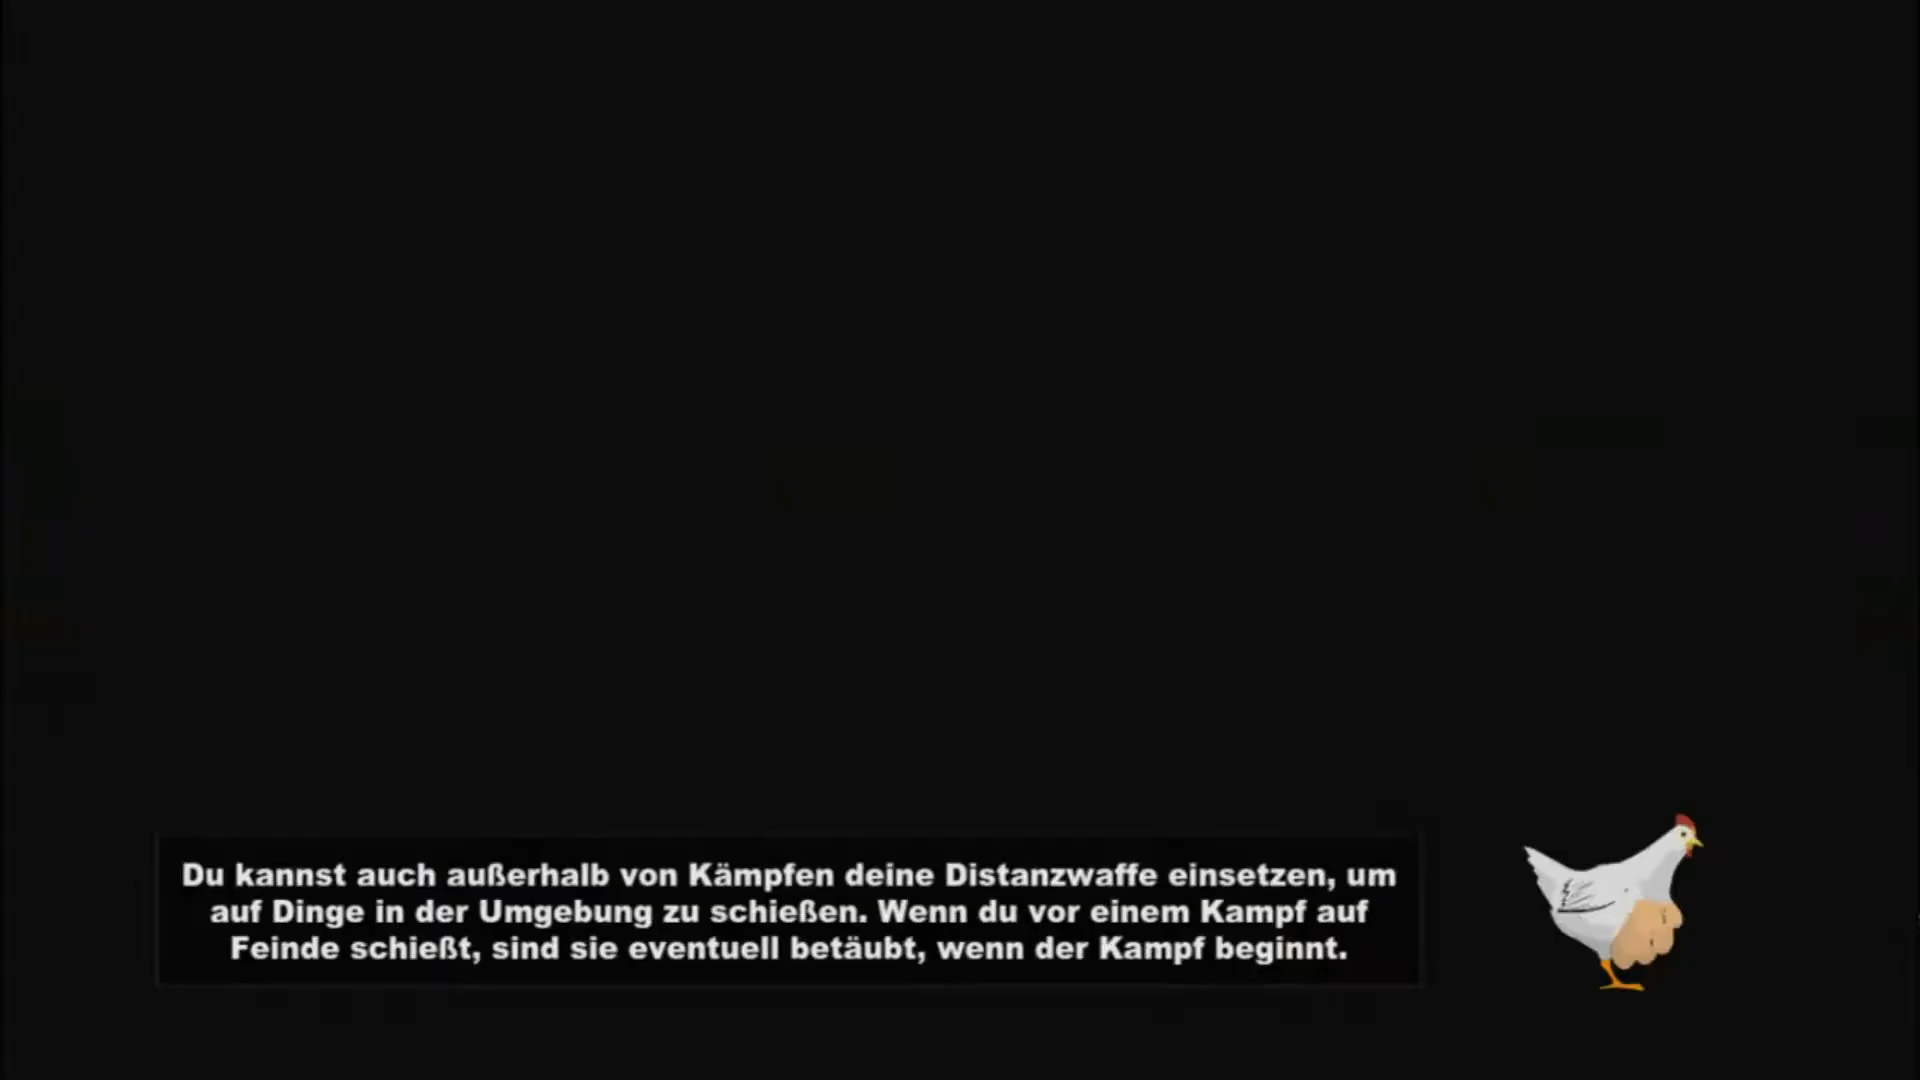 Du kannst auch außerhalb von Kämpfen deine Distanzwaffe einsetzen, um
auf Dinge in der Umgebung zu schießen. Wenn du vor einem Kampf auf
Feinde schießt, sind sie eventuell betäubt, wenn der Kampf beginnt.